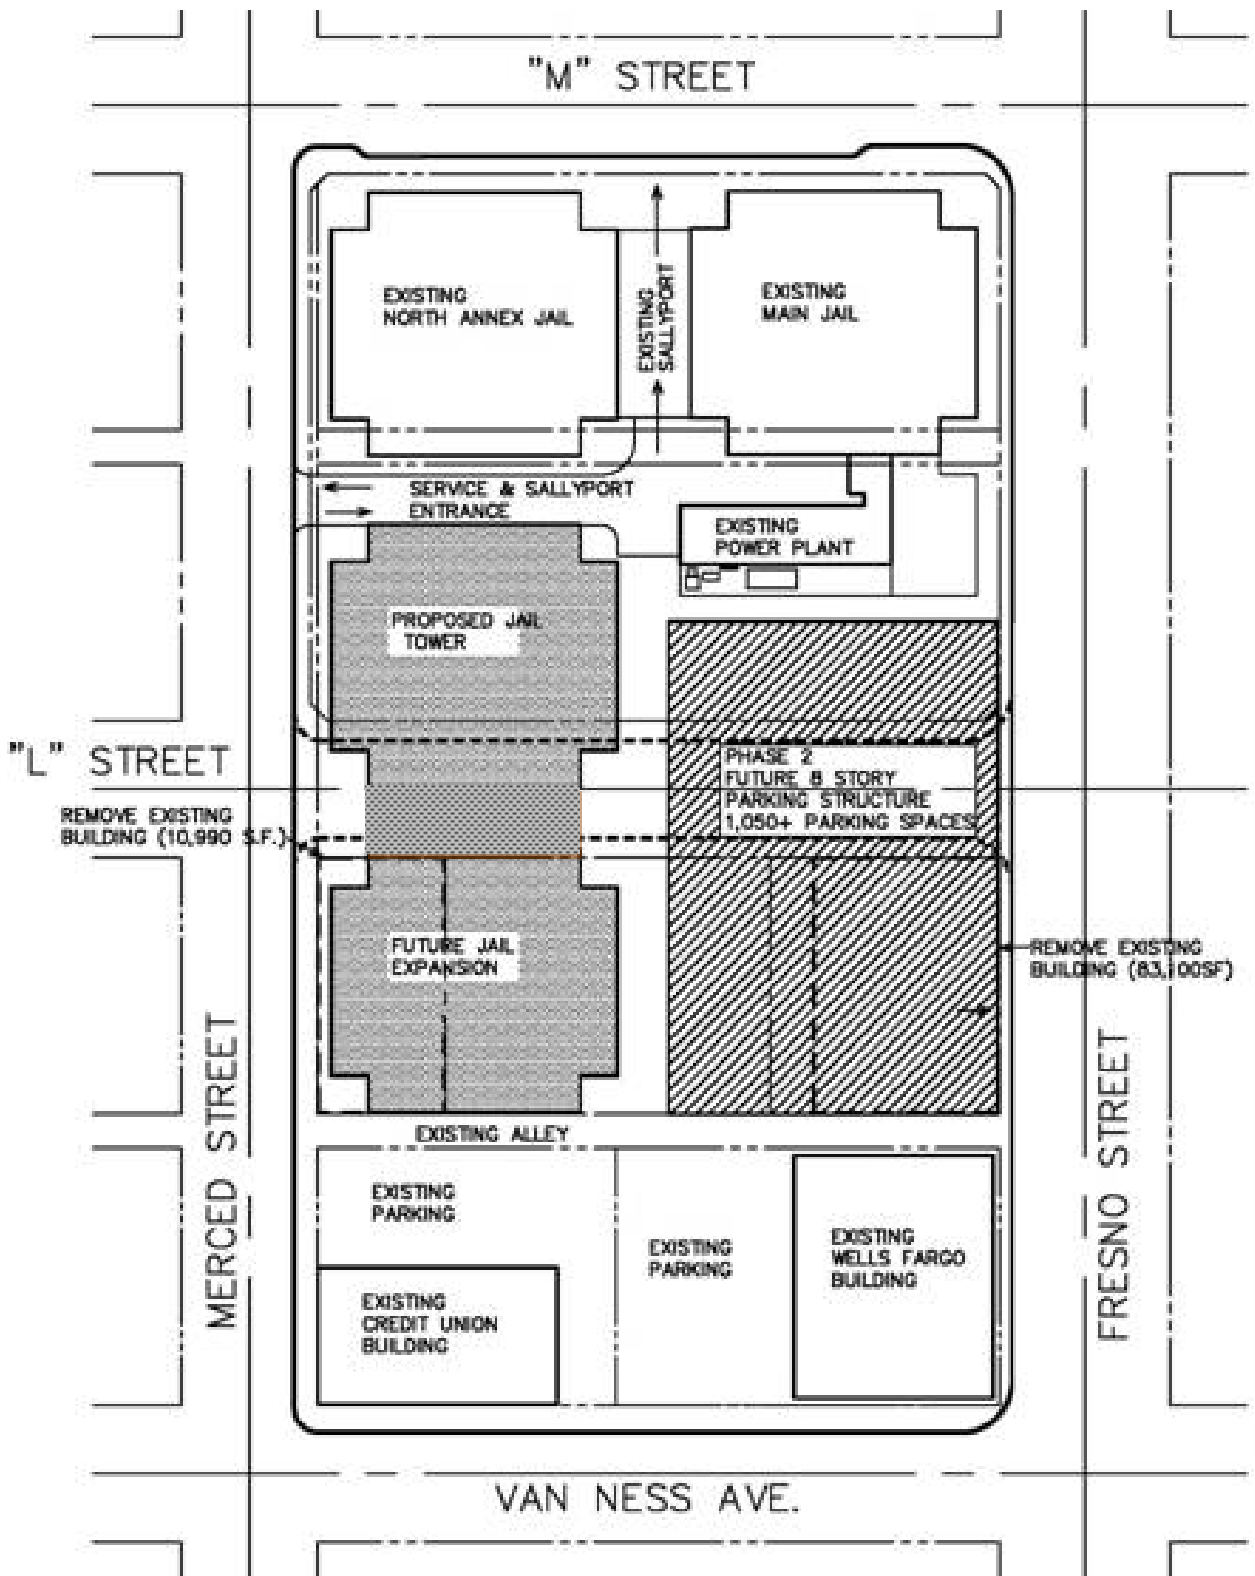 "M" STREET
EXISTING
NORTH ANNEX JAIL
EXISTING
SALLYPORT
EXISTING
MAIN JAIL
SERVICE & SALLYPORT
ENTRANCE
EXISTING
POWER PLANT
PROPOSED JAIL
TOWER
"L" STREET
PHASE 2
FUTURE 8 STORY
PARKING STRUCTURE
1,050+ PARKING SPACES
REMOVE EXISTING
BUILDING (10,990 S.F.)
FUTURE JAIL
EXPANSION
REMOVE EXISTING
BUILDING (83,100SF)
MERCED STREET
FRESNO STREET
EXISTING ALLEY
EXISTING
PARKING
EXISTING
PARKING
EXISTING
WELLS FARGO
BUILDING
EXISTING
CREDIT UNION
BUILDING
VAN NESS AVE.